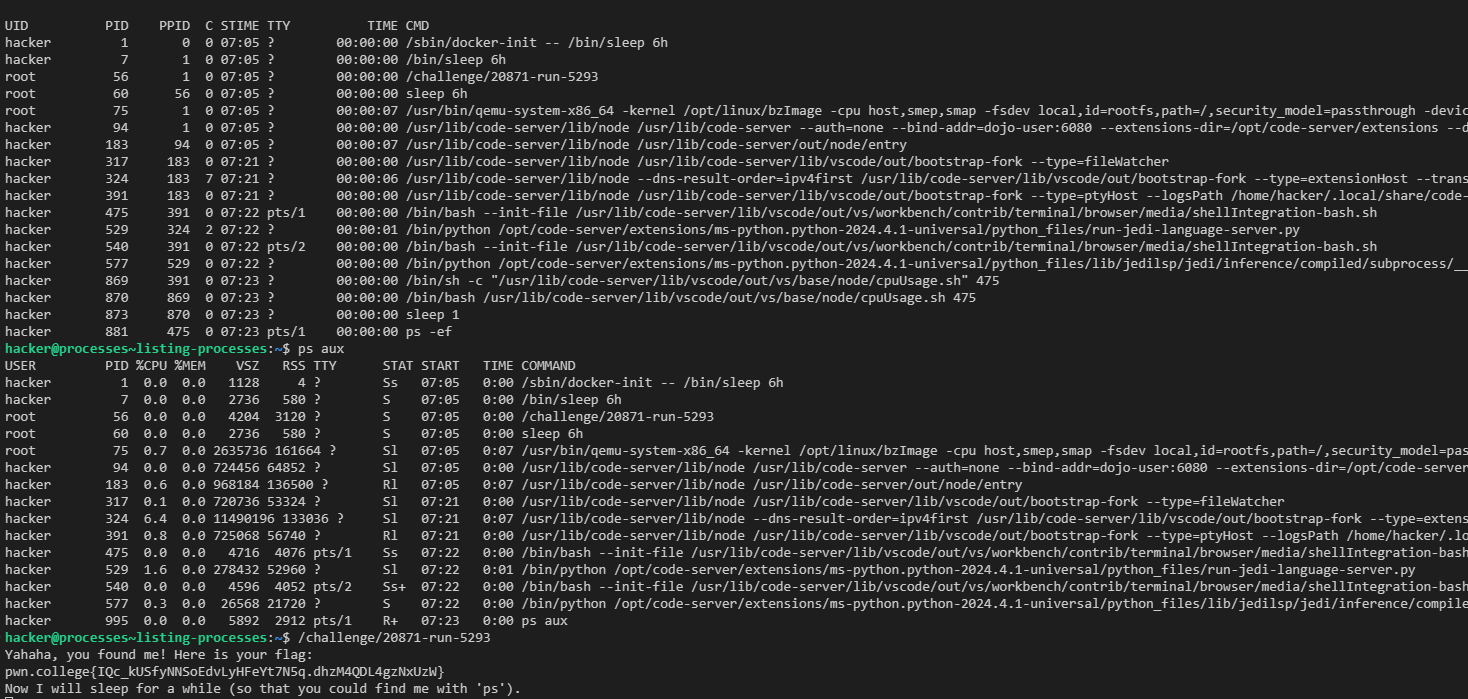 UID          PID    PPID  C STIME TTY          TIME CMD
hacker         1       0  0 07:05 ?        00:00:00 /sbin/docker-init -- /bin/sleep 6h
hacker         7       1  0 07:05 ?        00:00:00 /bin/sleep 6h
root          56       1  0 07:05 ?        00:00:00 /challenge/20871-run-5293
root          60      56  0 07:05 ?        00:00:00 sleep 6h
root          75       1  0 07:05 ?        00:00:07 /usr/bin/qemu-system-x86_64 -kernel /opt/linux/bzImage -cpu host,smep,smap -fsdev local,id=rootfs,path=/,security_model=passthrough -devic
hacker        94       1  0 07:05 ?        00:00:00 /usr/lib/code-server/lib/node /usr/lib/code-server --auth=none --bind-addr=dojo-user:6080 --extensions-dir=/opt/code-server/extensions --d
hacker       183      94  0 07:05 ?        00:00:07 /usr/lib/code-server/lib/node /usr/lib/code-server/out/node/entry
hacker       317     183  0 07:21 ?        00:00:00 /usr/lib/code-server/lib/node /usr/lib/code-server/lib/vscode/out/bootstrap-fork --type=fileWatcher
hacker       324     183  7 07:21 ?        00:00:06 /usr/lib/code-server/lib/node --dns-result-order=ipv4first /usr/lib/code-server/lib/vscode/out/bootstrap-fork --type=extensionHost --trans
hacker       391     183  0 07:21 ?        00:00:00 /usr/lib/code-server/lib/node /usr/lib/code-server/lib/vscode/out/bootstrap-fork --type=ptyHost --logsPath /home/hacker/.local/share/code-
hacker       475     391  0 07:22 pts/1    00:00:00 /bin/bash --init-file /usr/lib/code-server/lib/vscode/out/vs/workbench/contrib/terminal/browser/media/shellIntegration-bash.sh
hacker       529     324  2 07:22 ?        00:00:01 /bin/python /opt/code-server/extensions/ms-python.python-2024.4.1-universal/python_files/run-jedi-language-server.py
hacker       540     391  0 07:22 pts/2    00:00:00 /bin/bash --init-file /usr/lib/code-server/lib/vscode/out/vs/workbench/contrib/terminal/browser/media/shellIntegration-bash.sh
hacker       577     529  0 07:22 ?        00:00:00 /bin/python /opt/code-server/extensions/ms-python.python-2024.4.1-universal/python_files/lib/jedilsp/jedi/inference/compiled/subprocess/__
hacker       869     391  0 07:23 ?        00:00:00 /bin/sh -c "/usr/lib/code-server/lib/vscode/out/vs/base/node/cpuUsage.sh" 475
hacker       870     869  0 07:23 ?        00:00:00 /bin/bash /usr/lib/code-server/lib/vscode/out/vs/base/node/cpuUsage.sh 475
hacker       873     870  0 07:23 ?        00:00:00 sleep 1
hacker       881     475  0 07:23 pts/1    00:00:00 ps -ef
hacker@processes~listing-processes:~$ ps aux
USER         PID %CPU %MEM    VSZ   RSS TTY      STAT START   TIME COMMAND
hacker         1  0.0  0.0   1128     4 ?        Ss   07:05   0:00 /sbin/docker-init -- /bin/sleep 6h
hacker         7  0.0  0.0   2736   580 ?        S    07:05   0:00 /bin/sleep 6h
root          56  0.0  0.0   4204  3120 ?        S    07:05   0:00 /challenge/20871-run-5293
root          60  0.0  0.0   2736   580 ?        S    07:05   0:00 sleep 6h
root          75  0.7  0.0 2635736 161664 ?      Sl   07:05   0:07 /usr/bin/qemu-system-x86_64 -kernel /opt/linux/bzImage -cpu host,smep,smap -fsdev local,id=rootfs,path=/,security_model=pas
hacker        94  0.0  0.0 724456 64852 ?        Sl   07:05   0:00 /usr/lib/code-server/lib/node /usr/lib/code-server --auth=none --bind-addr=dojo-user:6080 --extensions-dir=/opt/code-server
hacker       183  0.6  0.0 968184 136500 ?       Rl   07:05   0:07 /usr/lib/code-server/lib/node /usr/lib/code-server/out/node/entry
hacker       317  0.1  0.0 720736 53324 ?        Sl   07:21   0:00 /usr/lib/code-server/lib/node /usr/lib/code-server/lib/vscode/out/bootstrap-fork --type=fileWatcher
hacker       324  6.4  0.0 11490196 133036 ?     Sl   07:21   0:07 /usr/lib/code-server/lib/node --dns-result-order=ipv4first /usr/lib/code-server/lib/vscode/out/bootstrap-fork --type=extens
hacker       391  0.8  0.0 725068 56740 ?        Rl   07:21   0:00 /usr/lib/code-server/lib/node /usr/lib/code-server/lib/vscode/out/bootstrap-fork --type=ptyHost --logsPath /home/hacker/.lo
hacker       475  0.0  0.0   4716  4076 pts/1    Ss   07:22   0:00 /bin/bash --init-file /usr/lib/code-server/lib/vscode/out/vs/workbench/contrib/terminal/browser/media/shellIntegration-bash
hacker       529  1.6  0.0 278432 52960 ?        Sl   07:22   0:01 /bin/python /opt/code-server/extensions/ms-python.python-2024.4.1-universal/python_files/run-jedi-language-server.py
hacker       540  0.0  0.0   4596  4052 pts/2    Ss+  07:22   0:00 /bin/bash --init-file /usr/lib/code-server/lib/vscode/out/vs/workbench/contrib/terminal/browser/media/shellIntegration-bash
hacker       577  0.3  0.0  26568 21720 ?        S    07:22   0:00 /bin/python /opt/code-server/extensions/ms-python.python-2024.4.1-universal/python_files/lib/jedilsp/jedi/inference/compile
hacker       995  0.0  0.0   5892  2912 pts/1    R+   07:23   0:00 ps aux
hacker@processes~listing-processes:~$ /challenge/20871-run-5293
Yahaha, you found me! Here is your flag:
pwn.college{IQc_kUSfyNNSoEdvLyHFeYt7N5q.dhzM4QDL4gzNxUzW}
Now I will sleep for a while (so that you could find me with 'ps').